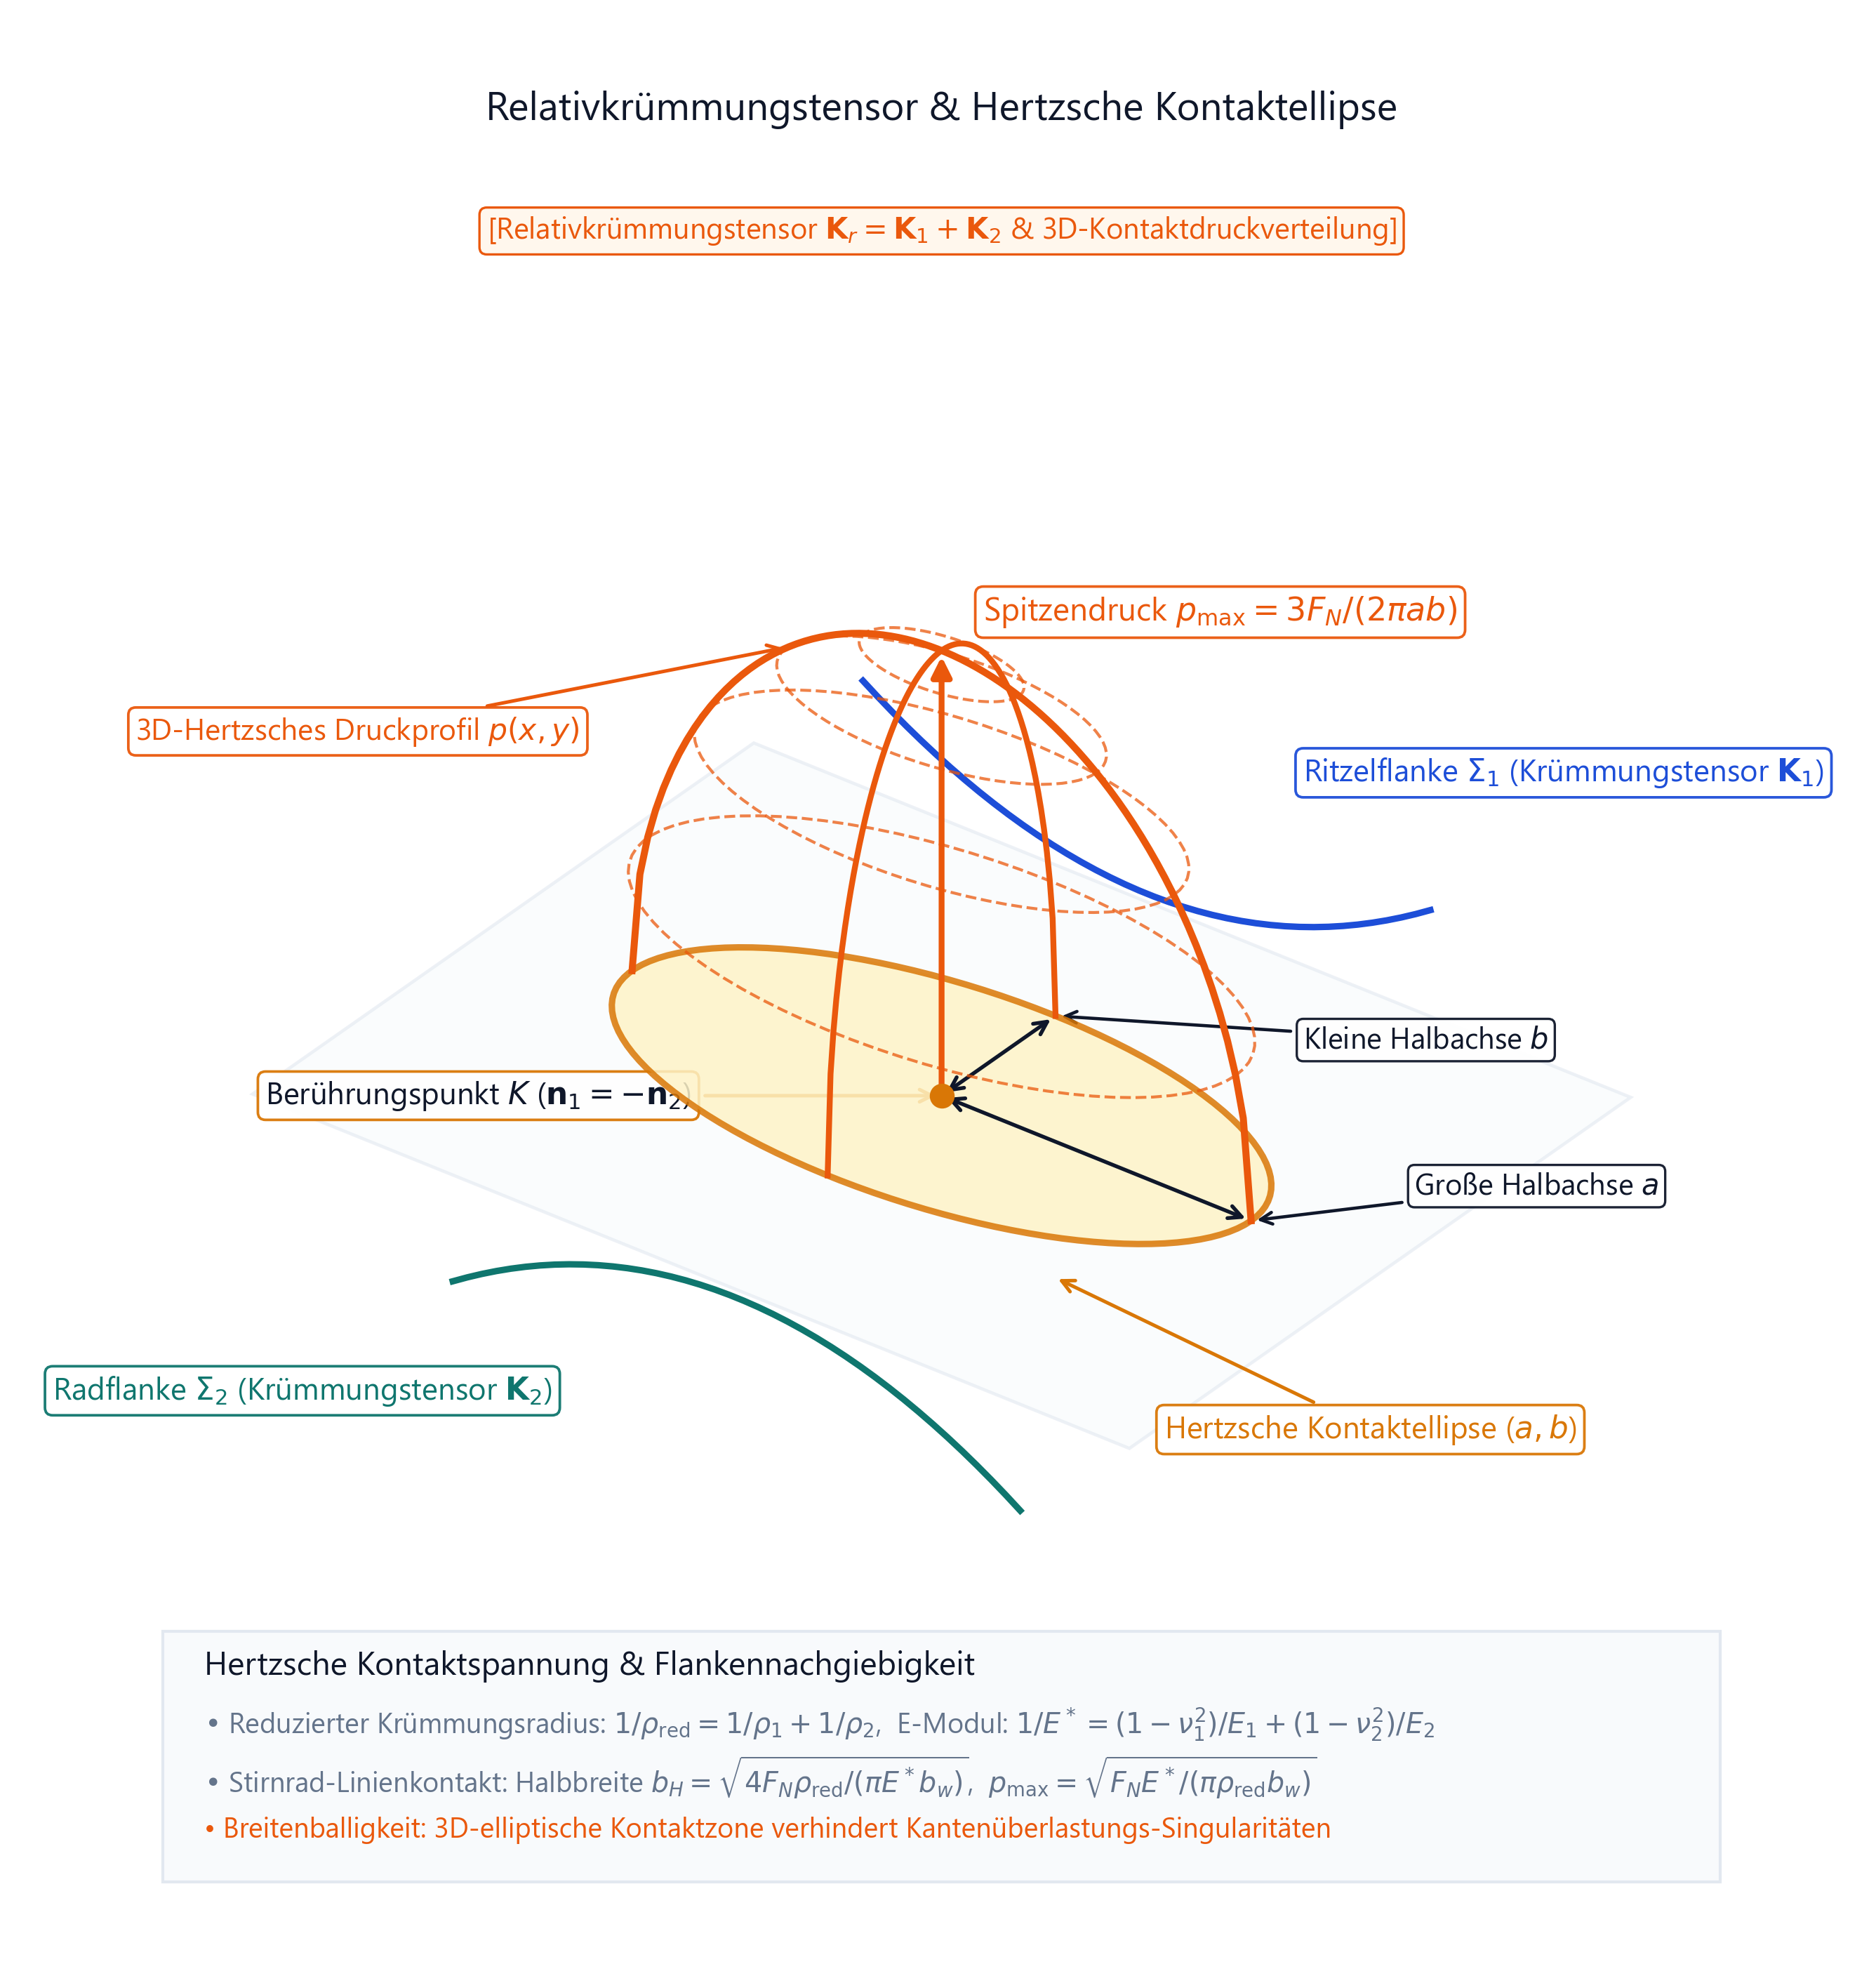 Relativkrümmungstensor & Hertzsche Kontaktellipse
[Relativkrümmungstensor K_r = K_1 + K_2 & 3D-Kontaktdruckverteilung]
Spitzendruck p_max = 3F_N/(2πab)
3D-Hertzsches Druckprofil p(x, y)
Ritzelflanke Σ_1 (Krümmungstensor K_1)
Kleine Halbachse b
Berührungspunkt K (n_1 = −n_2)
Große Halbachse a
Radflanke Σ_2 (Krümmungstensor K_2)
Hertzsche Kontaktellipse (a, b)
Hertzsche Kontaktspannung & Flankennachgiebigkeit
• Reduzierter Krümmungsradius: 1/ρ_red = 1/ρ_1 + 1/ρ_2, E-Modul: 1/E* = (1 − ν_1^2)/E_1 + (1 − ν_2^2)/E_2
• Stirnrad-Linienkontakt: Halbbreite b_H = √(4F_N ρ_red/(πE* b_w)), p_max = √(F_N E*/(πρ_red b_w))
• Breitenballigkeit: 3D-elliptische Kontaktzone verhindert Kantenüberlastungs-Singularitäten